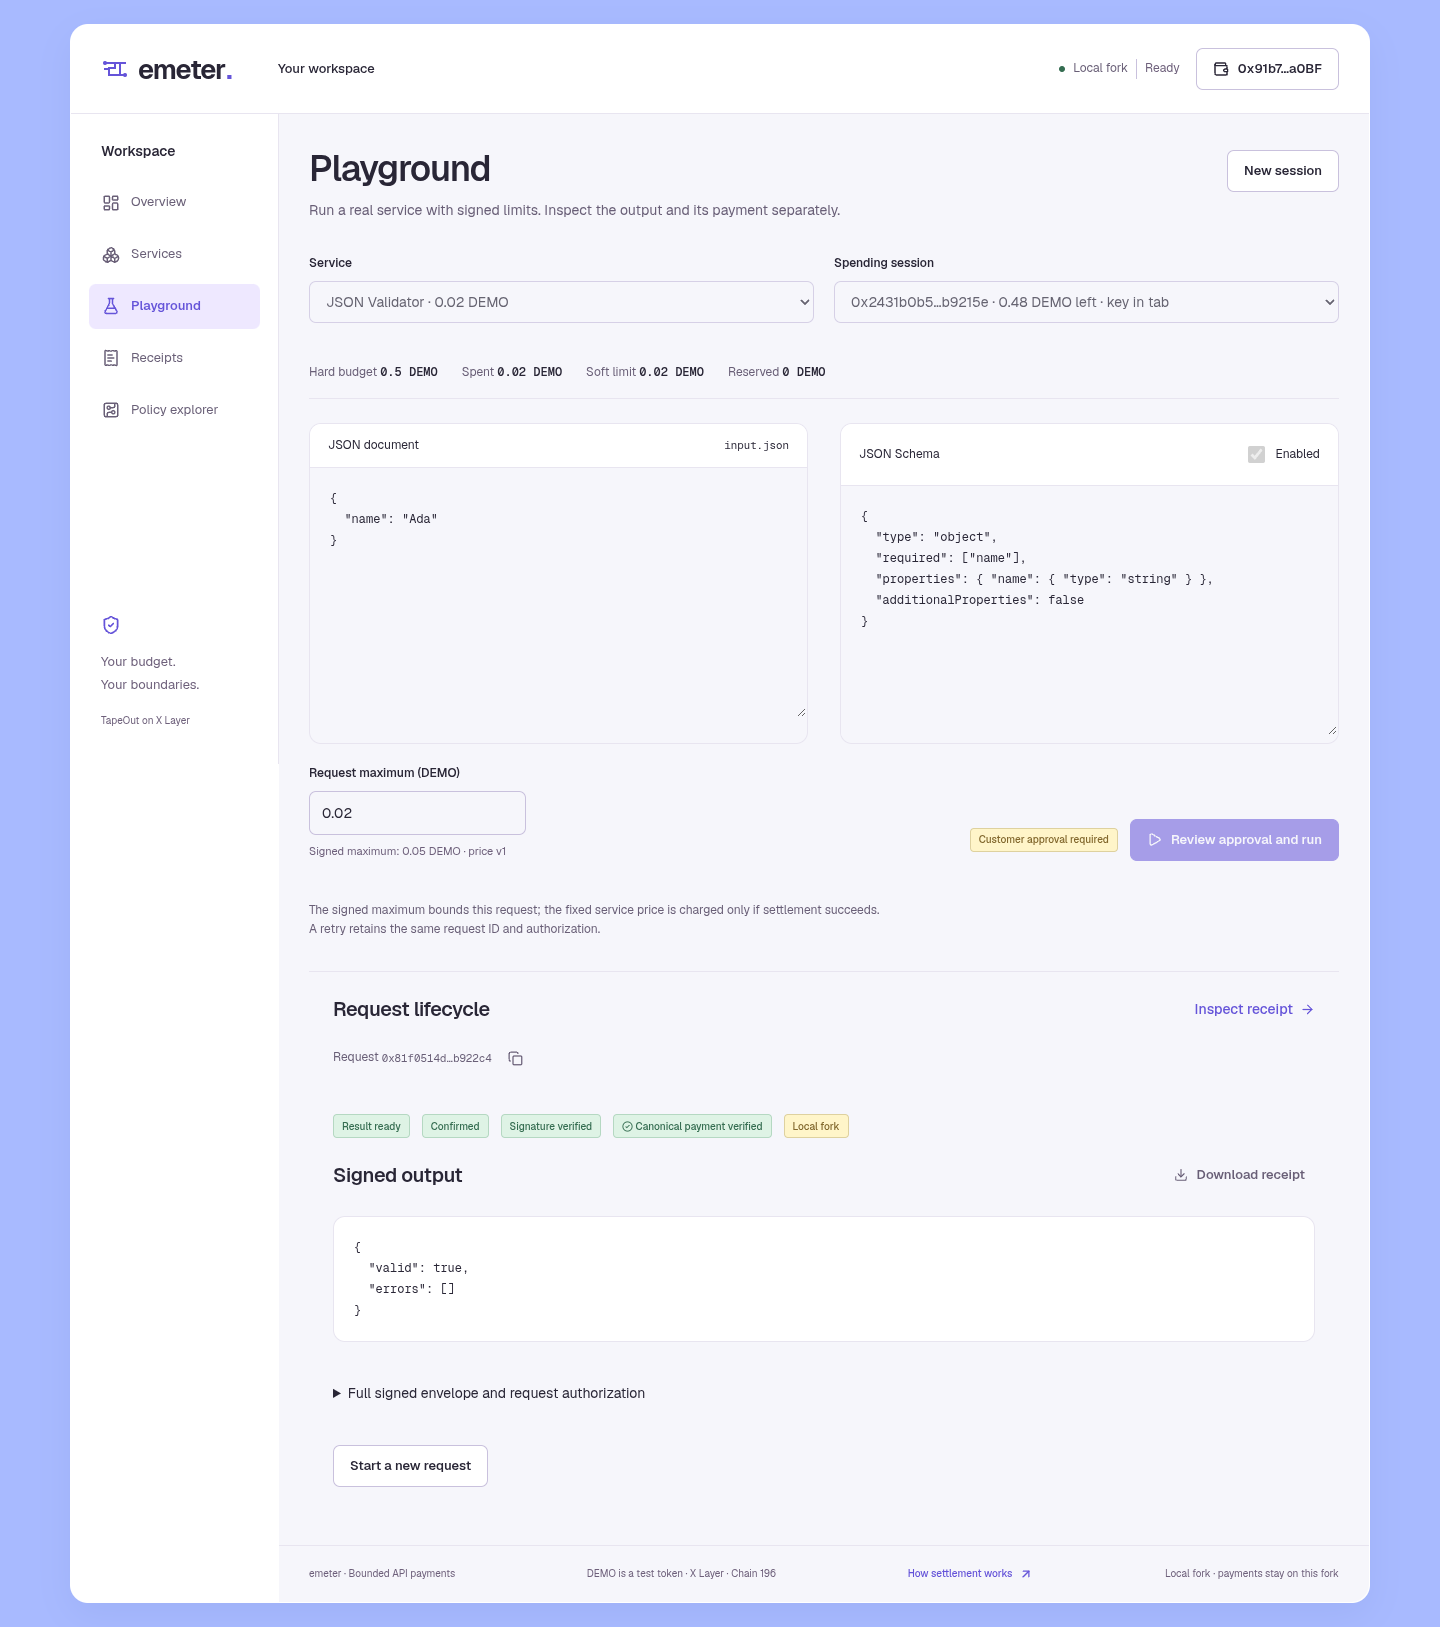 emeter.
Your workspace
Local fork
Ready
0x91b7...a0BF
Workspace
Overview
Services
Playground
Receipts
Policy explorer
Your budget.
Your boundaries.
TapeOut on X Layer
Playground
New session
Run a real service with signed limits. Inspect the output and its payment separately.
Service
Spending session
JSON Validator · 0.02 DEMO
0x2431b0b5...b9215e · 0.48 DEMO left · key in tab
Hard budget 0.5 DEMO
Spent 0.02 DEMO
Soft limit 0.02 DEMO
Reserved 0 DEMO
JSON document
input.json
{
  "name": "Ada"
}
JSON Schema
Enabled
{
  "type": "object",
  "required": ["name"],
  "properties": { "name": { "type": "string" } },
  "additionalProperties": false
}
Request maximum (DEMO)
0.02
Signed maximum: 0.05 DEMO · price v1
Customer approval required
Review approval and run
The signed maximum bounds this request; the fixed service price is charged only if settlement succeeds.
A retry retains the same request ID and authorization.
Request lifecycle
Inspect receipt
Request 0x81f0514d…b922c4
Result ready
Confirmed
Signature verified
Canonical payment verified
Local fork
Signed output
Download receipt
{
  "valid": true,
  "errors": []
}
Full signed envelope and request authorization
Start a new request
emeter · Bounded API payments
DEMO is a test token · X Layer · Chain 196
How settlement works
Local fork · payments stay on this fork